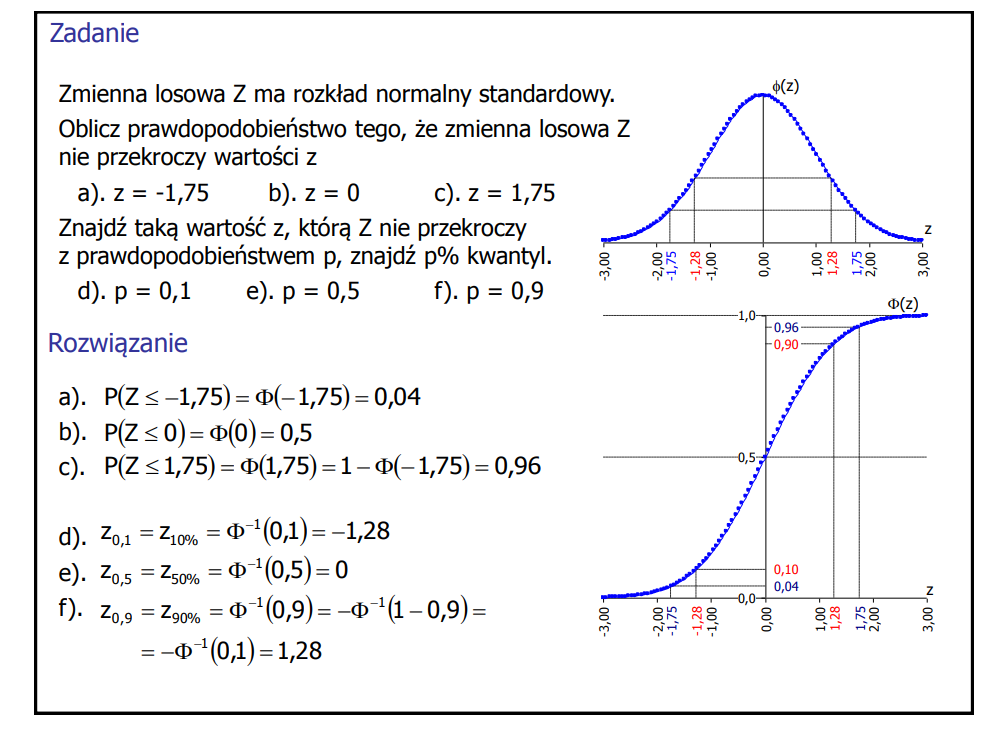 Zadanie
Zmienna losowa Z ma rozkład normalny standardowy.
Oblicz prawdopodobieństwo tego, że zmienna losowa Z
nie przekroczy wartości z
a). z = -1,75 b). z = 0 c). z = 1,75
Znajdź taką wartość z, którą Z nie przekroczy
z prawdopodobieństwem p, znajdź p% kwantyl.
d). p = 0,1 e). p = 0,5 f). p = 0,9
Rozwiązanie
a). P(Z ≤ −1,75) = Φ(−1,75) = 0,04
b). P(Z ≤ 0) = Φ(0) = 0,5
c). P(Z ≤ 1,75) = Φ(1,75) = 1 − Φ(−1,75) = 0,96
d). z₀,₁ = z₁₀% = Φ⁻¹(0,1) = −1,28
e). z₀,₅ = z₅₀% = Φ⁻¹(0,5) = 0
f). z₀,₉ = z₉₀% = Φ⁻¹(0,9) = −Φ⁻¹(1 − 0,9) =
= −Φ⁻¹(0,1) = 1,28
ϕ(z)
z
-3,00 -2,00 -1,75 -1,28 -1,00 0,00 1,00 1,28 1,75 2,00 3,00
Φ(z)
1,0
0,96
0,90
0,5
0,10
0,04
0,0
z
-3,00 -2,00 -1,75 -1,28 -1,00 0,00 1,00 1,28 1,75 2,00 3,00